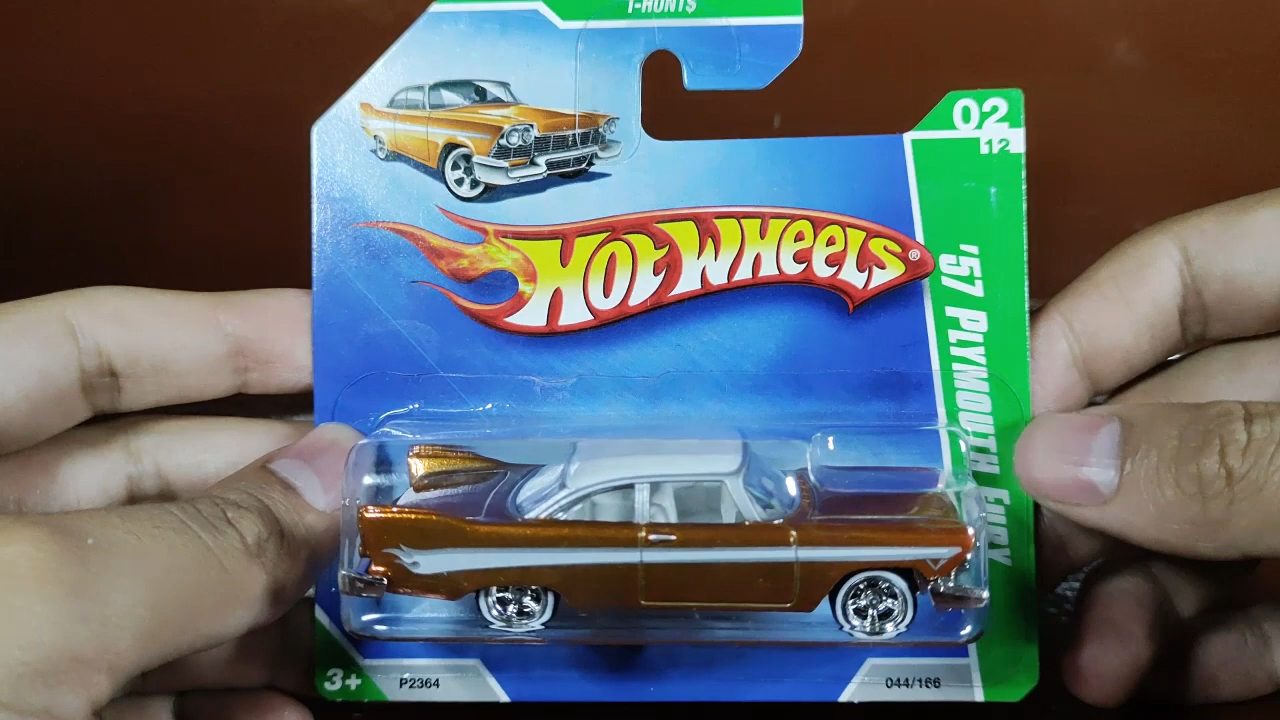 T-HUNT$
02
12
HOT WHEELS®
'57 PLYMOUTH FURY
3+
P2364
044/166